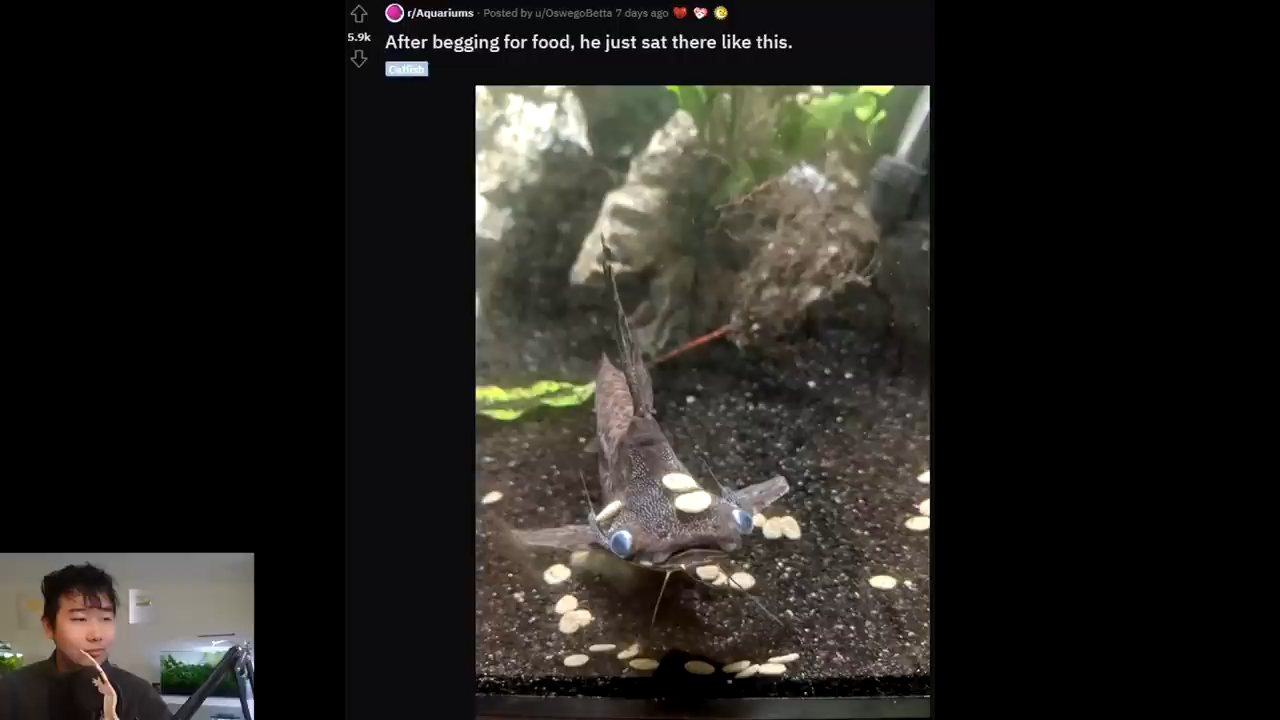 r/Aquariums · Posted by u/OswegoBetta 7 days ago
5.9k
After begging for food, he just sat there like this.
Catfish